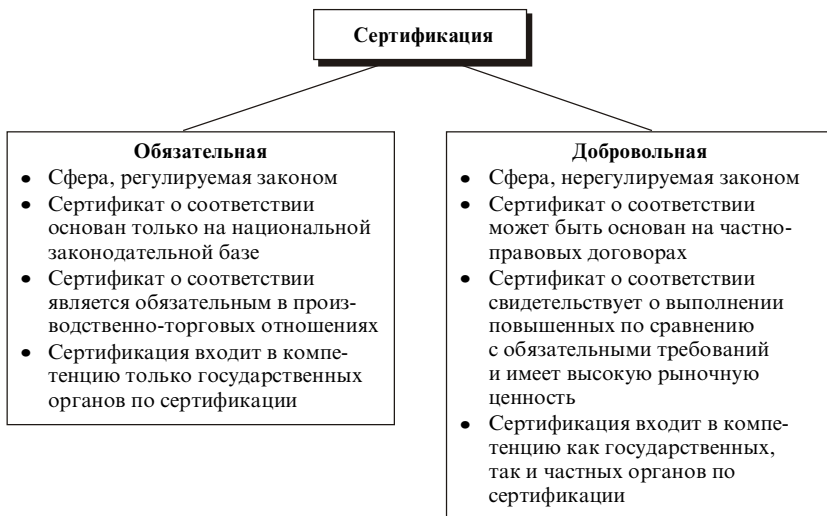 Сертификация
Обязательная
• Сфера, регулируемая законом
• Сертификат о соответствии
основан только на национальной
законодательной базе
• Сертификат о соответствии
является обязательным в произ-
водственно-торговых отношениях
• Сертификация входит в компе-
тенцию только государственных
органов по сертификации
Добровольная
• Сфера, нерегулируемая законом
• Сертификат о соответствии
может быть основан на частно-
правовых договорах
• Сертификат о соответствии
свидетельствует о выполнении
повышенных по сравнению
с обязательными требований
и имеет высокую рыночную
ценность
• Сертификация входит в компе-
тенцию как государственных,
так и частных органов по
сертификации